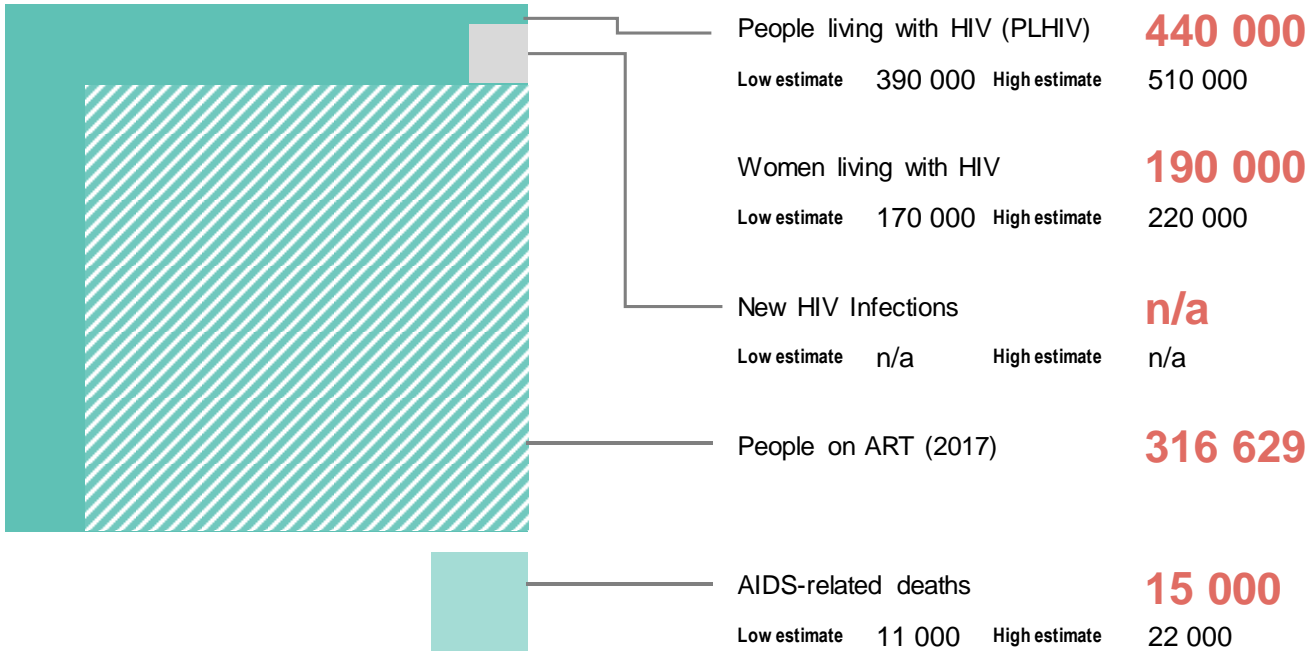 People living with HIV (PLHIV) 440 000
Low estimate 390 000 High estimate 510 000
Women living with HIV 190 000
Low estimate 170 000 High estimate 220 000
New HIV Infections n/a
Low estimate n/a High estimate n/a
People on ART (2017) 316 629
AIDS-related deaths 15 000
Low estimate 11 000 High estimate 22 000